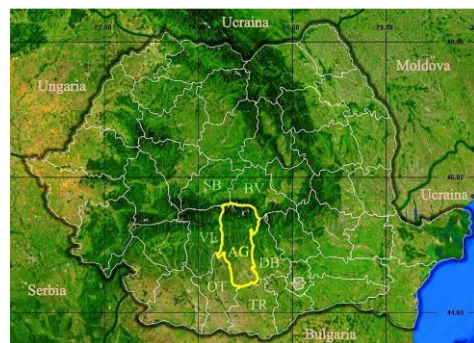 Ucraina
Moldova
Ungaria
SB
BV
Ucraina
VL
AG
DB
Serbia
OT
TR
Bulgaria